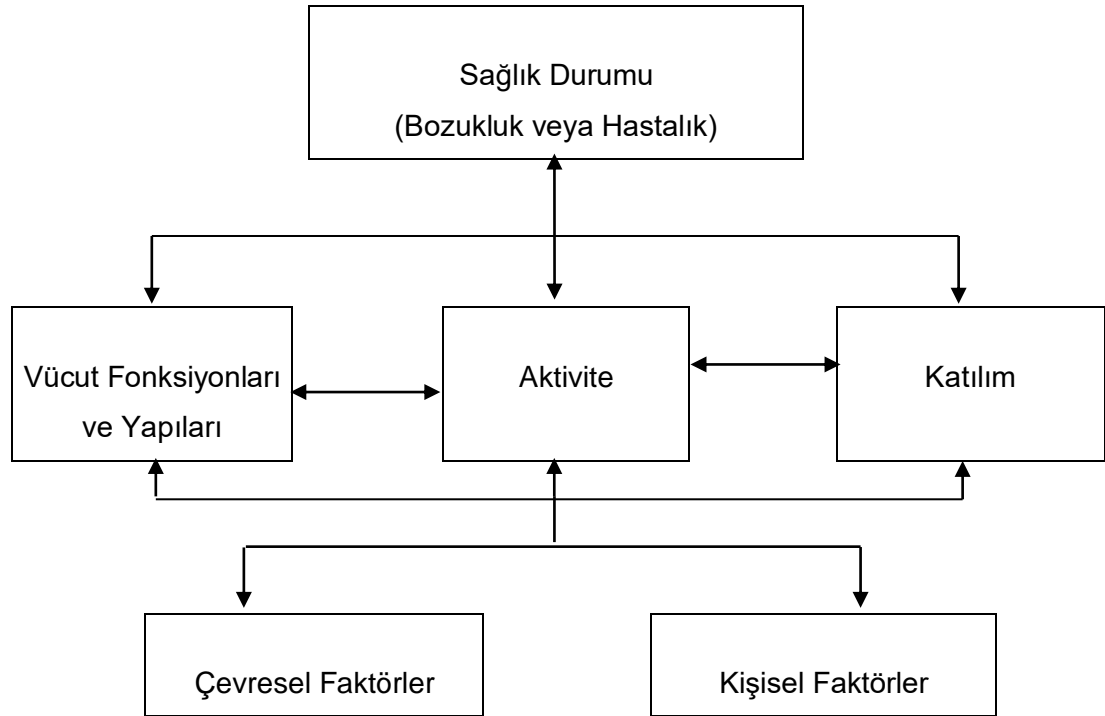 Sağlık Durumu
(Bozukluk veya Hastalık)
Vücut Fonksiyonları
ve Yapıları
Aktivite
Katılım
Çevresel Faktörler
Kişisel Faktörler